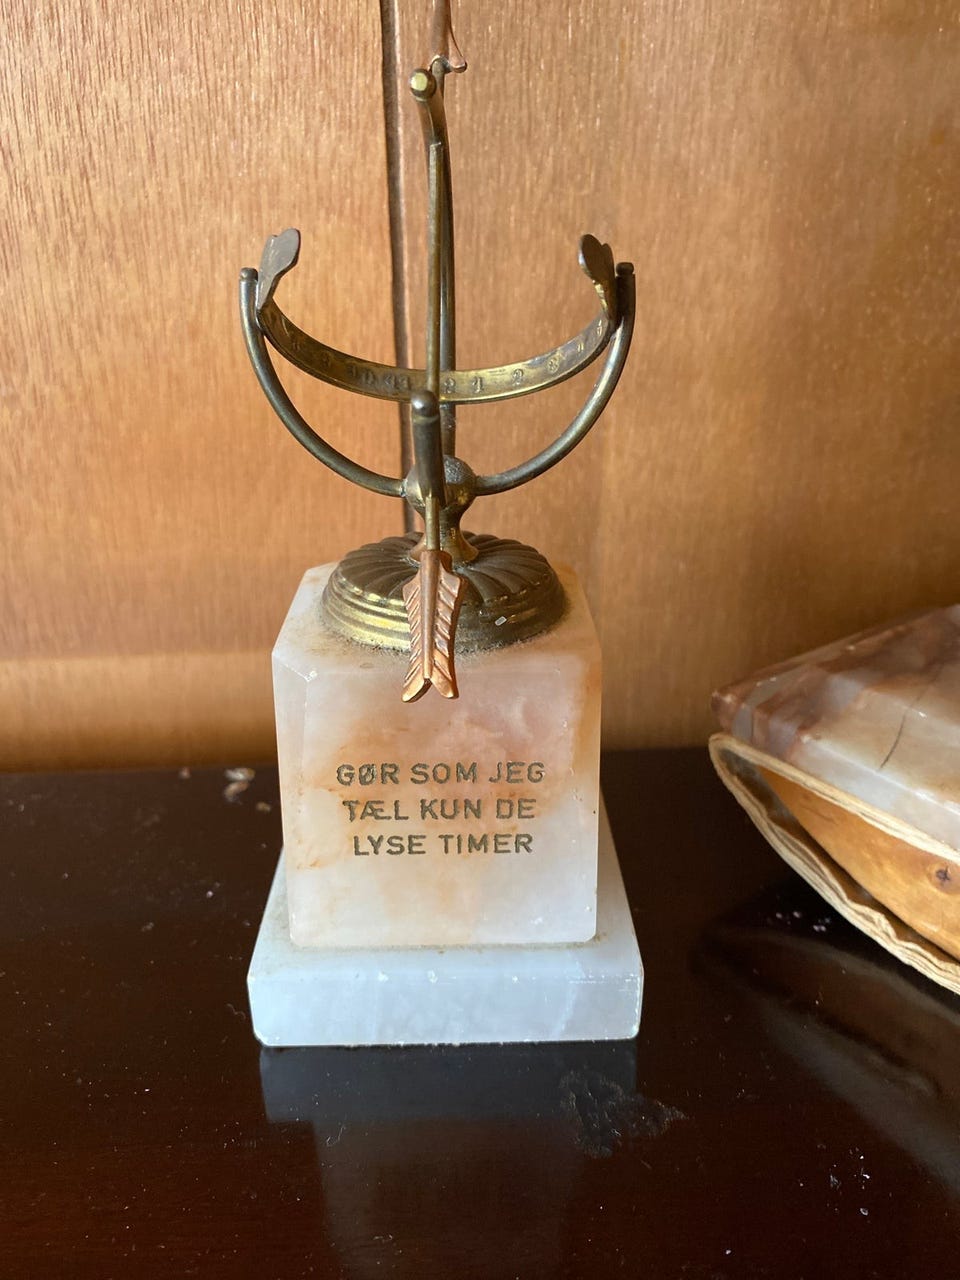 GØR SOM JEG
TÆL KUN DE
LYSE TIMER